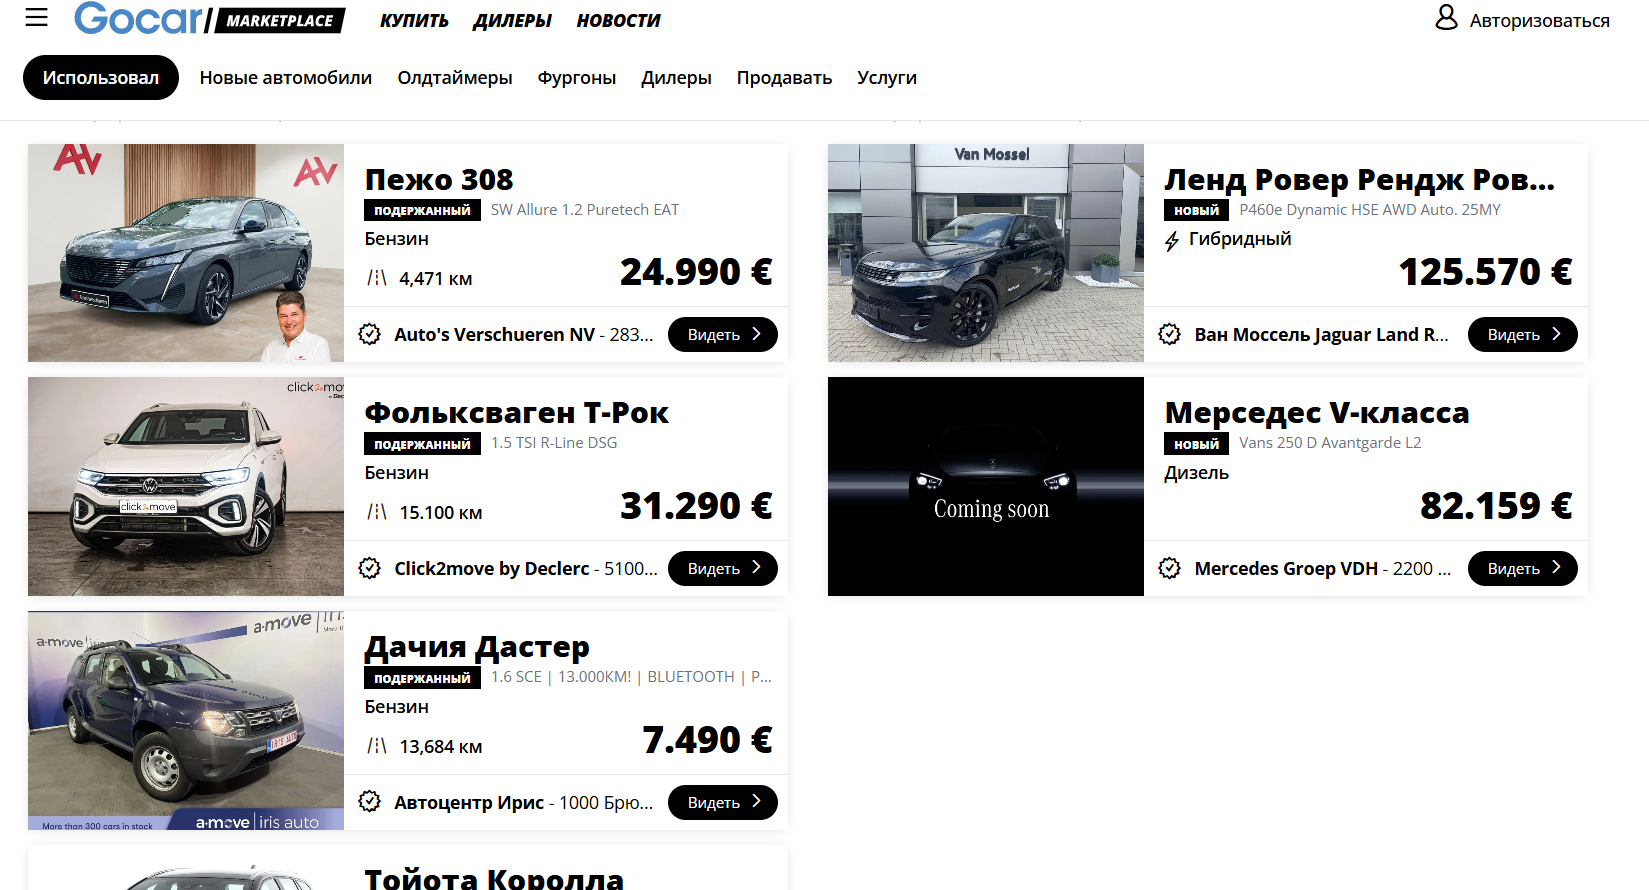 Gocar/ MARKETPLACE КУПИТЬ ДИЛЕРЫ НОВОСТИ Авторизоваться
Использовал Новые автомобили Олдтаймеры Фургоны Дилеры Продавать Услуги
Van Mossel
Пежо 308
ПОДЕРЖАННЫЙ SW Allure 1.2 Puretech EAT
Бензин
4,471 км
24.990 €
Auto's Verschueren NV - 283...
Видеть
Ленд Ровер Рендж Ров...
НОВЫЙ P460e Dynamic HSE AWD Auto. 25MY
Гибридный
125.570 €
Ван Моссель Jaguar Land R...
Видеть
click2mo
click2move
Фольксваген Т-Рок
ПОДЕРЖАННЫЙ 1.5 TSI R-Line DSG
Бензин
15.100 км
31.290 €
Click2move by Declerc - 5100...
Видеть
Coming soon
Мерседес V-класса
НОВЫЙ Vans 250 D Avantgarde L2
Дизель
82.159 €
Mercedes Groep VDH - 2200 ...
Видеть
a·move iris
a·move
IRIS AUTO
More than 300 cars in stock
a·move iris auto
Дачия Дастер
ПОДЕРЖАННЫЙ 1.6 SCE | 13.000КМ! | BLUETOOTH | P...
Бензин
13,684 км
7.490 €
Автоцентр Ирис - 1000 Брю...
Видеть
Тойота Королла